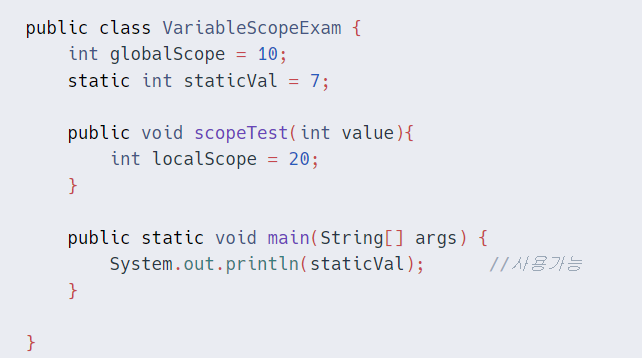 public class VariableScopeExam {
    int globalScope = 10;
    static int staticVal = 7;

    public void scopeTest(int value){
        int localScope = 20;
    }

    public static void main(String[] args) {
        System.out.println(staticVal);      //사용가능
    }

}